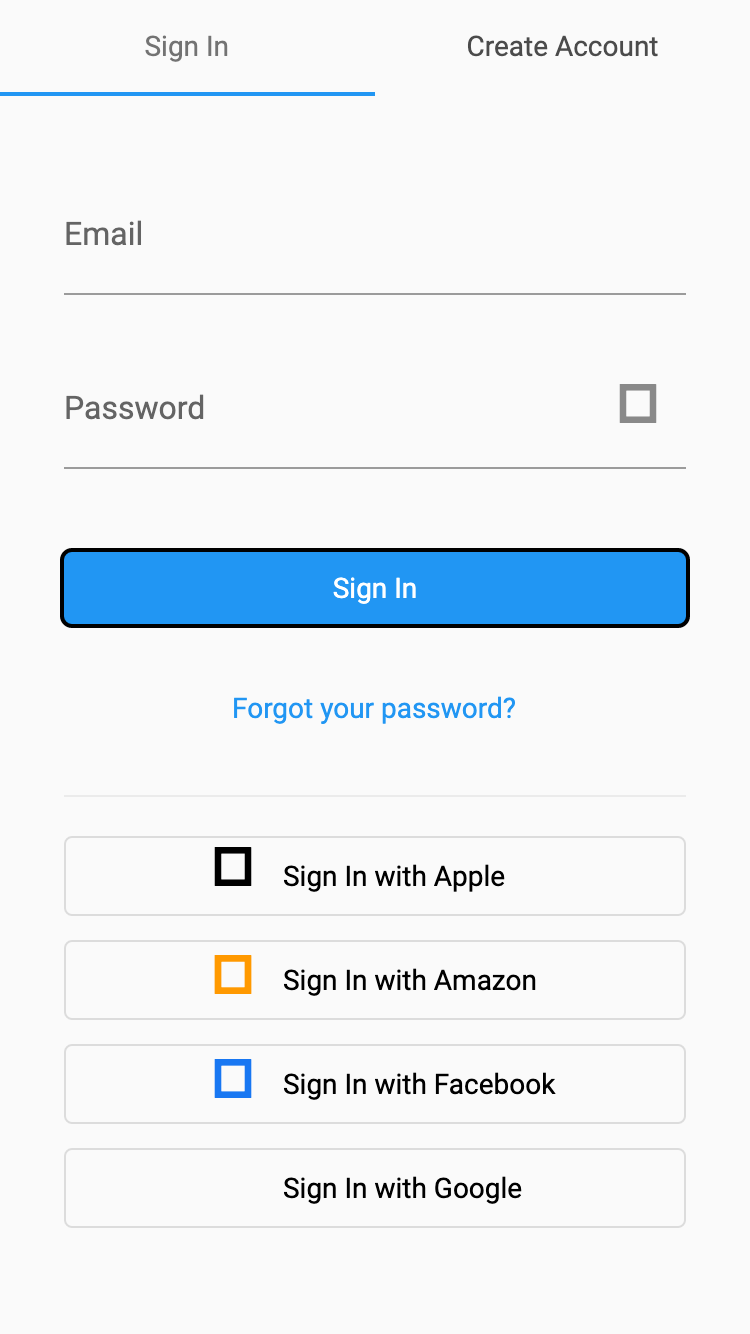 Sign In
Create Account
Email
Password
Sign In
Forgot your password?
Sign In with Apple
Sign In with Amazon
Sign In with Facebook
Sign In with Google